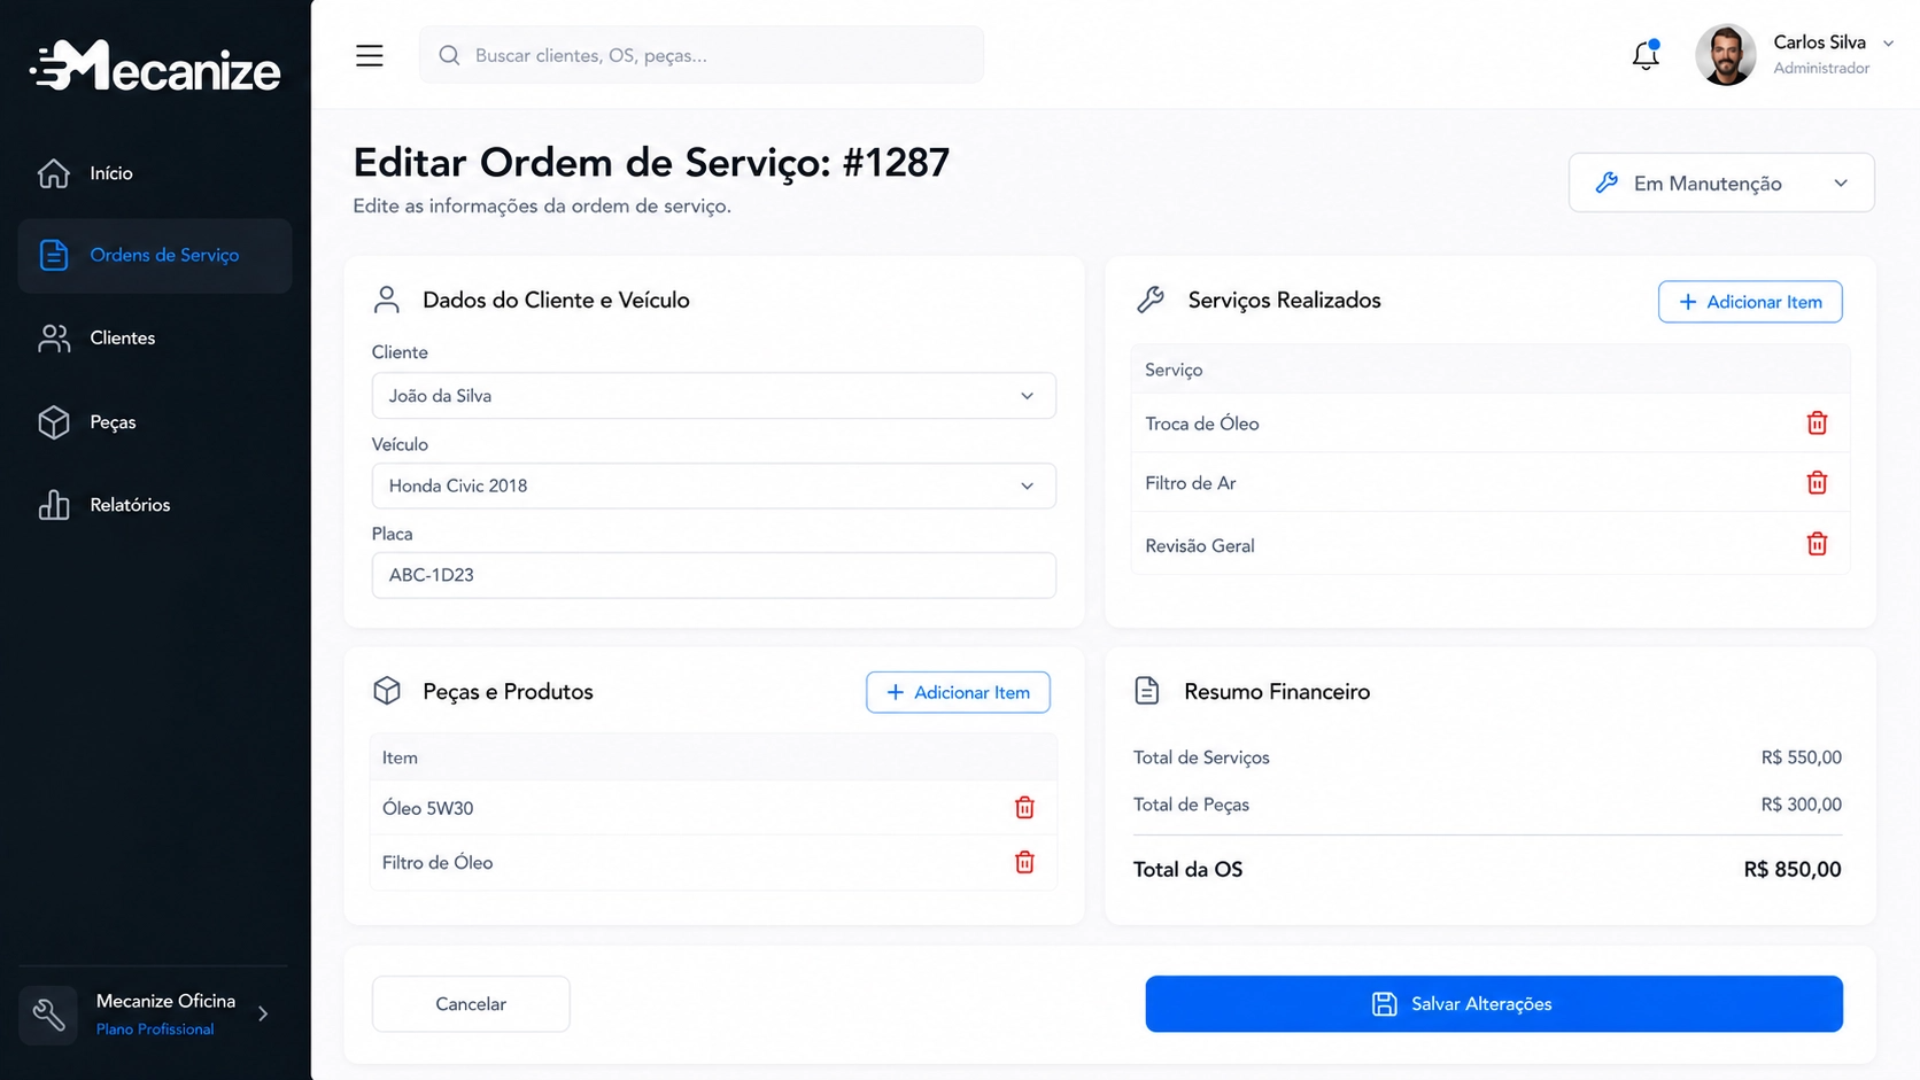 Mecanize
Início
Ordens de Serviço
Clientes
Peças
Relatórios
Mecanize Oficina
Plano Profissional
Buscar clientes, OS, peças...
Carlos Silva
Administrador
Editar Ordem de Serviço: #1287
Edite as informações da ordem de serviço.
Em Manutenção
Dados do Cliente e Veículo
Cliente
João da Silva
Veículo
Honda Civic 2018
Placa
ABC-1D23
Serviços Realizados
Adicionar Item
Serviço
Troca de Óleo
Filtro de Ar
Revisão Geral
Peças e Produtos
Adicionar Item
Item
Óleo 5W30
Filtro de Óleo
Resumo Financeiro
Total de Serviços R$ 550,00
Total de Peças R$ 300,00
Total da OS R$ 850,00
Cancelar
Salvar Alterações